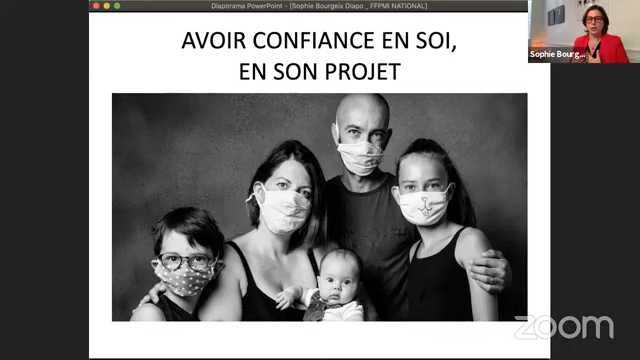 Diaporama PowerPoint - [Sophie Bourgeix Diapo _ FFPMI NATIONAL]
Sophie Bourg...
AVOIR CONFIANCE EN SOI,
EN SON PROJET
zoom